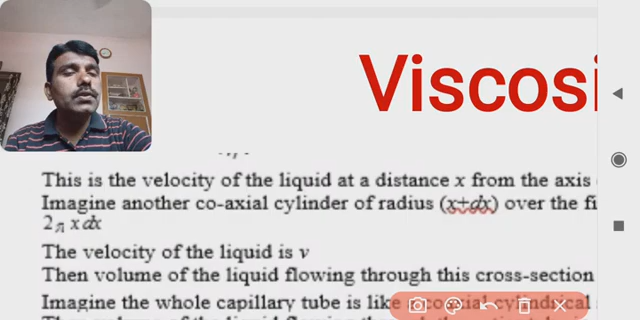 Viscosi
This is the velocity of the liquid at a distance x from the axis
Imagine another co-axial cylinder of radius (x+dx) over the fi
2π x dx
The velocity of the liquid is v
Then volume of the liquid flowing through this cross-section
Imagine the whole capillary tube is like a coaxial cylindrical